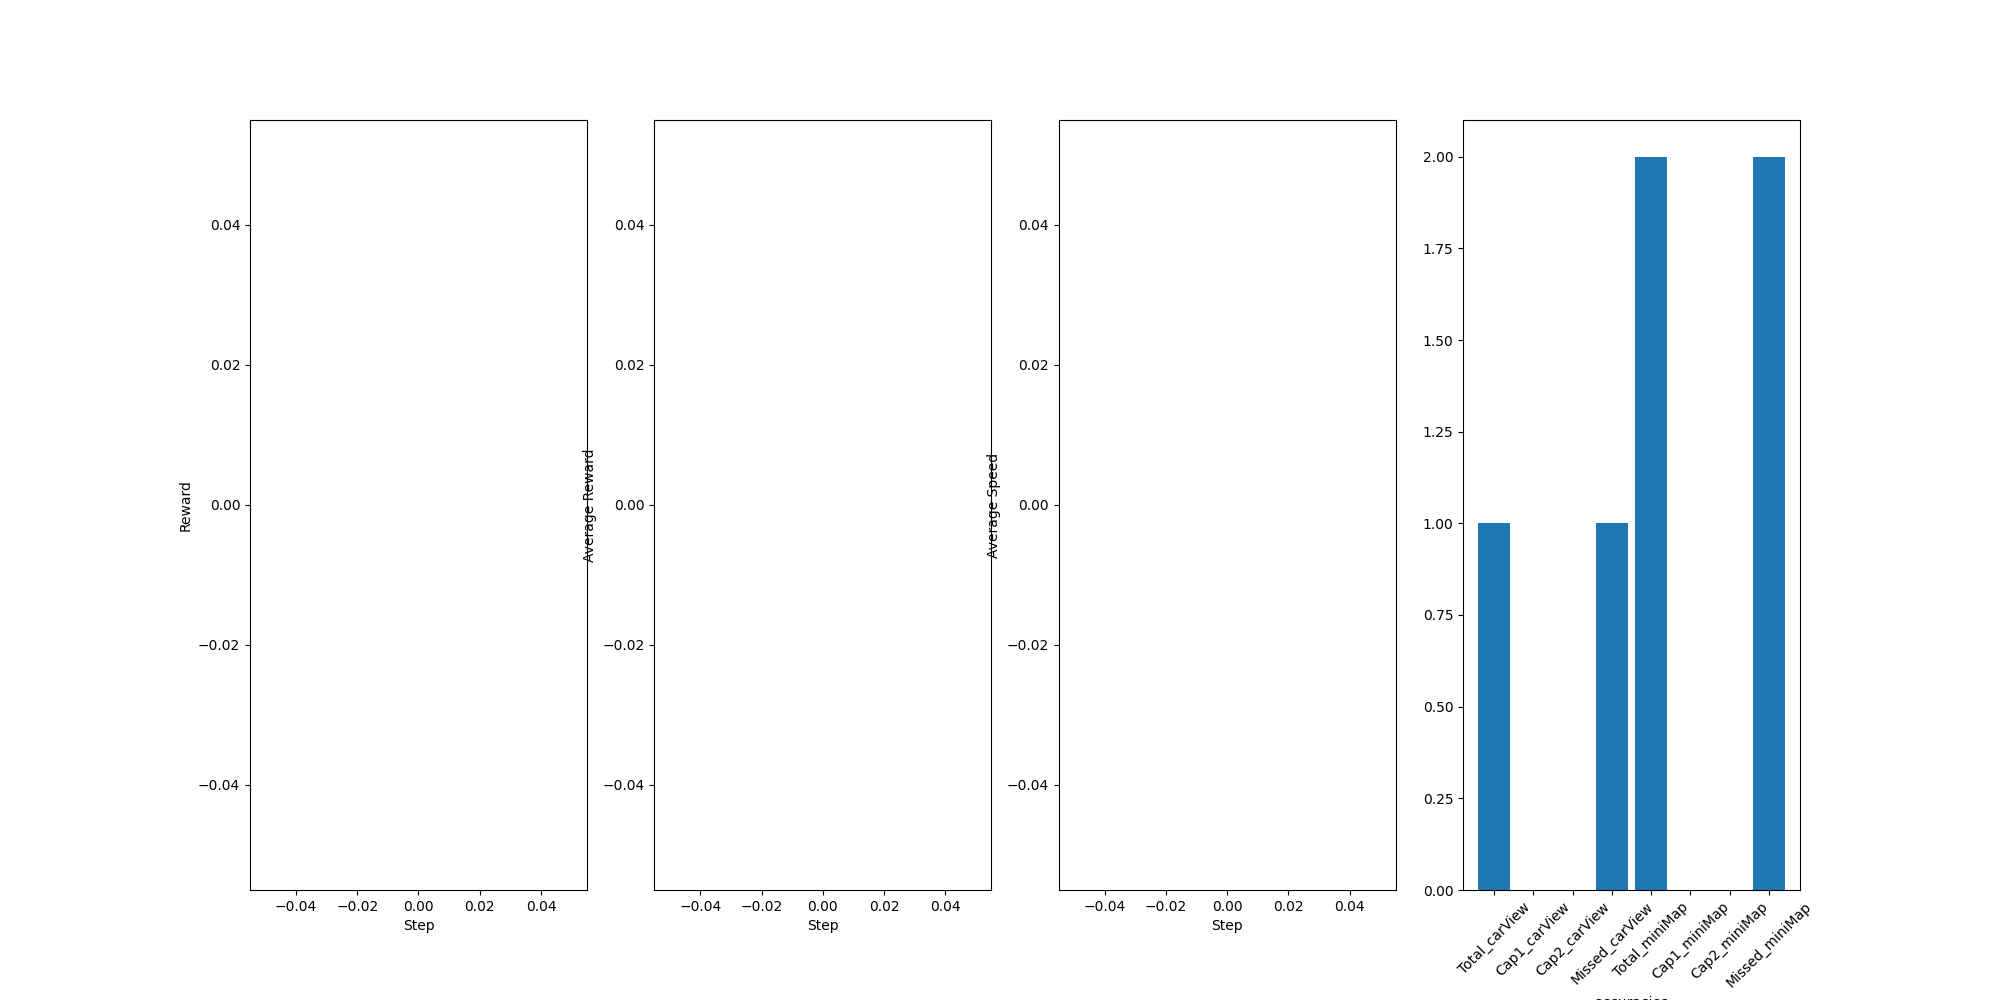 Reward
0.04
0.02
0.00
−0.02
−0.04
−0.04 −0.02 0.00 0.02 0.04
Step
Average Reward
0.04
0.02
0.00
−0.02
−0.04
−0.04 −0.02 0.00 0.02 0.04
Step
Average Speed
0.04
0.02
0.00
−0.02
−0.04
−0.04 −0.02 0.00 0.02 0.04
Step
2.00
1.75
1.50
1.25
1.00
0.75
0.50
0.25
0.00
Total_carView
Cap1_carView
Cap2_carView
Missed_carView
Total_miniMap
Cap1_miniMap
Cap2_miniMap
Missed_miniMap
accuracies